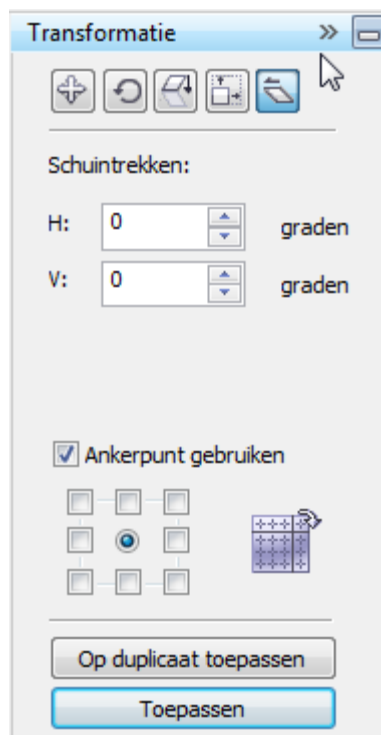 Transformatie
Schuintrekken:
H: 0 graden
V: 0 graden
Ankerpunt gebruiken
Op duplicaat toepassen
Toepassen